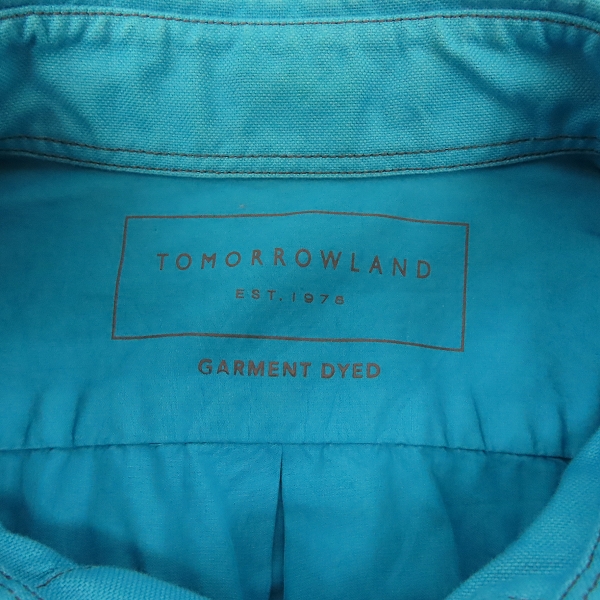 TOMORROWLAND
EST. 1978
GARMENT DYED